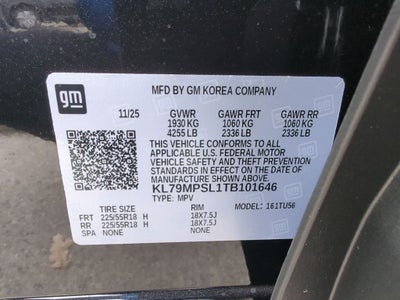 gm
MFD BY GM KOREA COMPANY
11/25 GVWR GAWR FRT GAWR RR
1930 KG 1060 KG 1060 KG
4255 LB 2336 LB 2336 LB
THIS VEHICLE CONFORMS TO ALL
APPLICABLE U.S. FEDERAL MOTOR
VEHICLE SAFETY AND THEFT PREVENTION
STANDARDS IN EFFECT ON THE DATE OF
MANUFACTURE SHOWN ABOVE.
KL79MPSL1TB101646
TYPE: MPV MODEL: 161TU56
TIRE SIZE RIM
FRT 225/55R18 H 18X7.5J
RR 225/55R18 H 18X7.5J
SPA NONE NONE